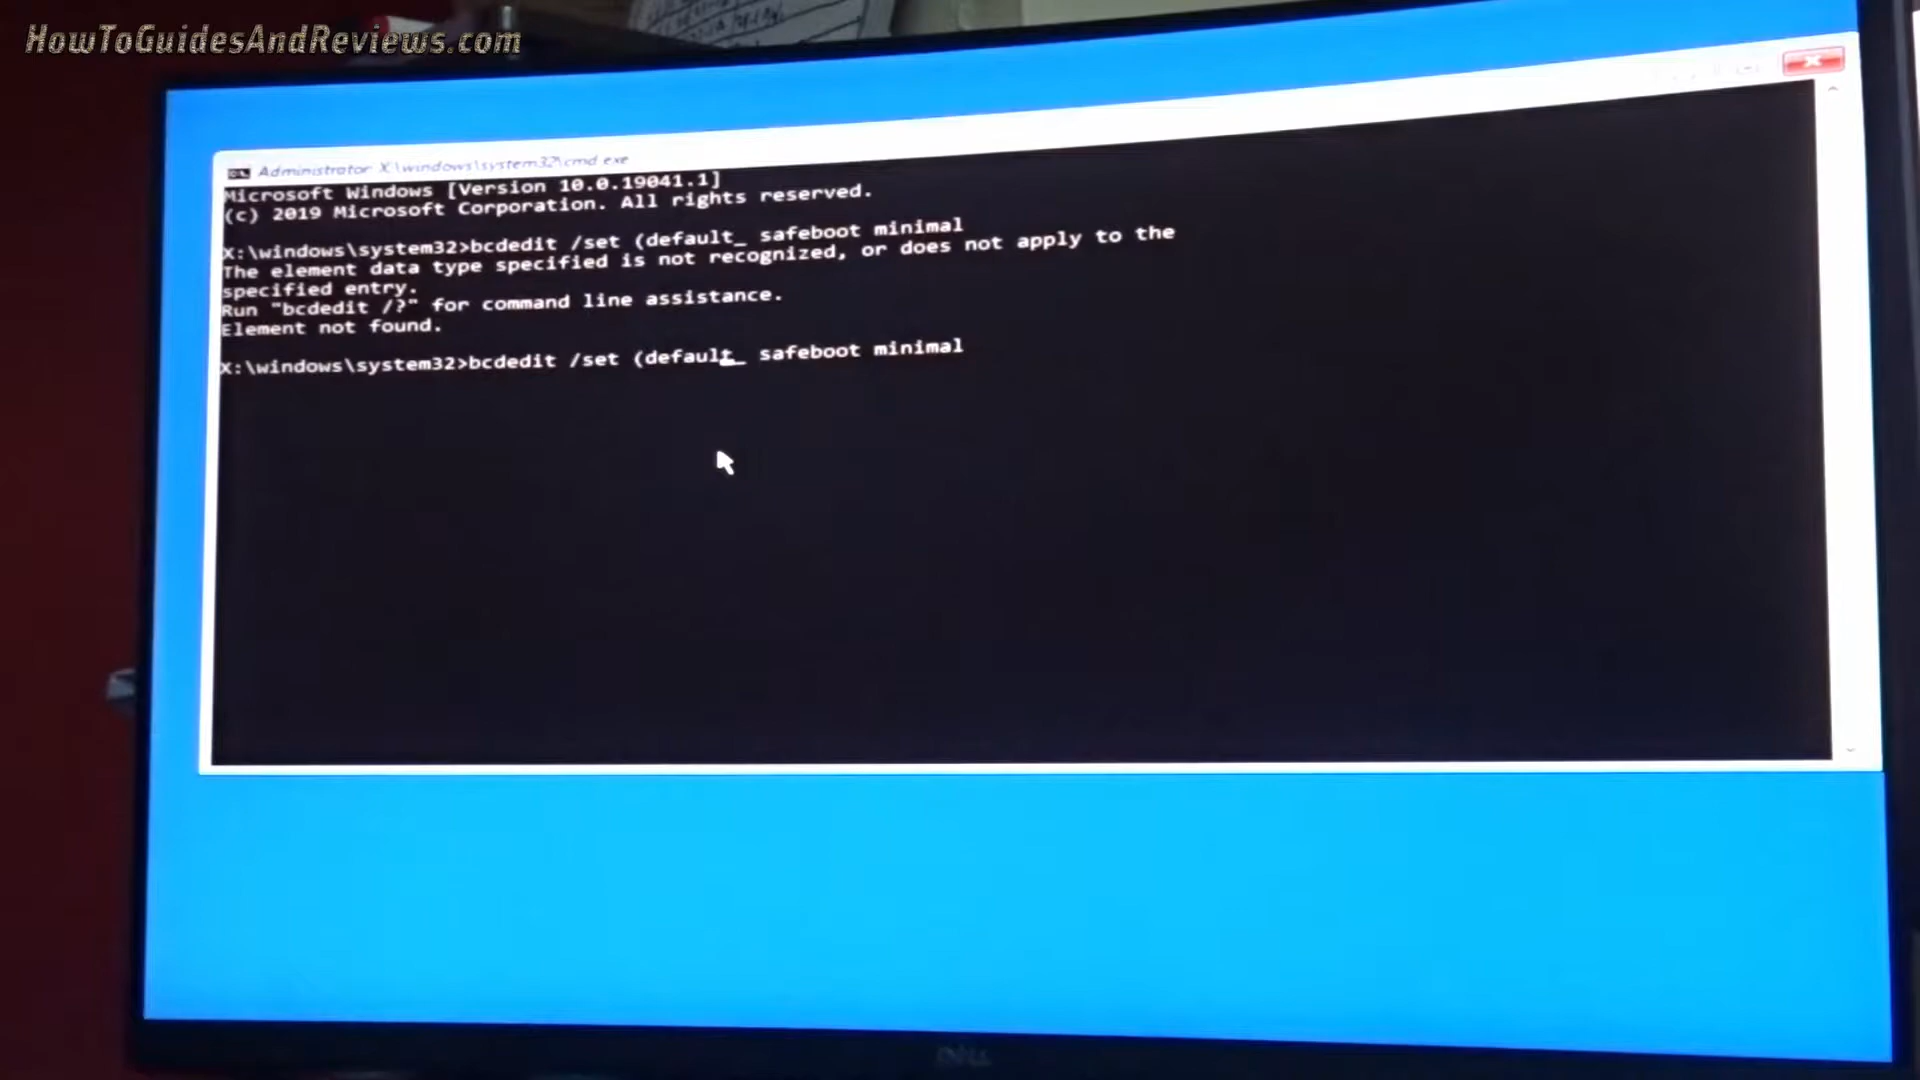 HowToGuidesAndReviews.com
Administrator X:\windows\system32\cmd.exe
Microsoft Windows [Version 10.0.19041.1]
(c) 2019 Microsoft Corporation. All rights reserved.
X:\windows\system32>bcdedit /set (default_ safeboot minimal
The element data type specified is not recognized, or does not apply to the
specified entry.
Run "bcdedit /?" for command line assistance.
Element not found.
X:\windows\system32>bcdedit /set (default_ safeboot minimal
DELL